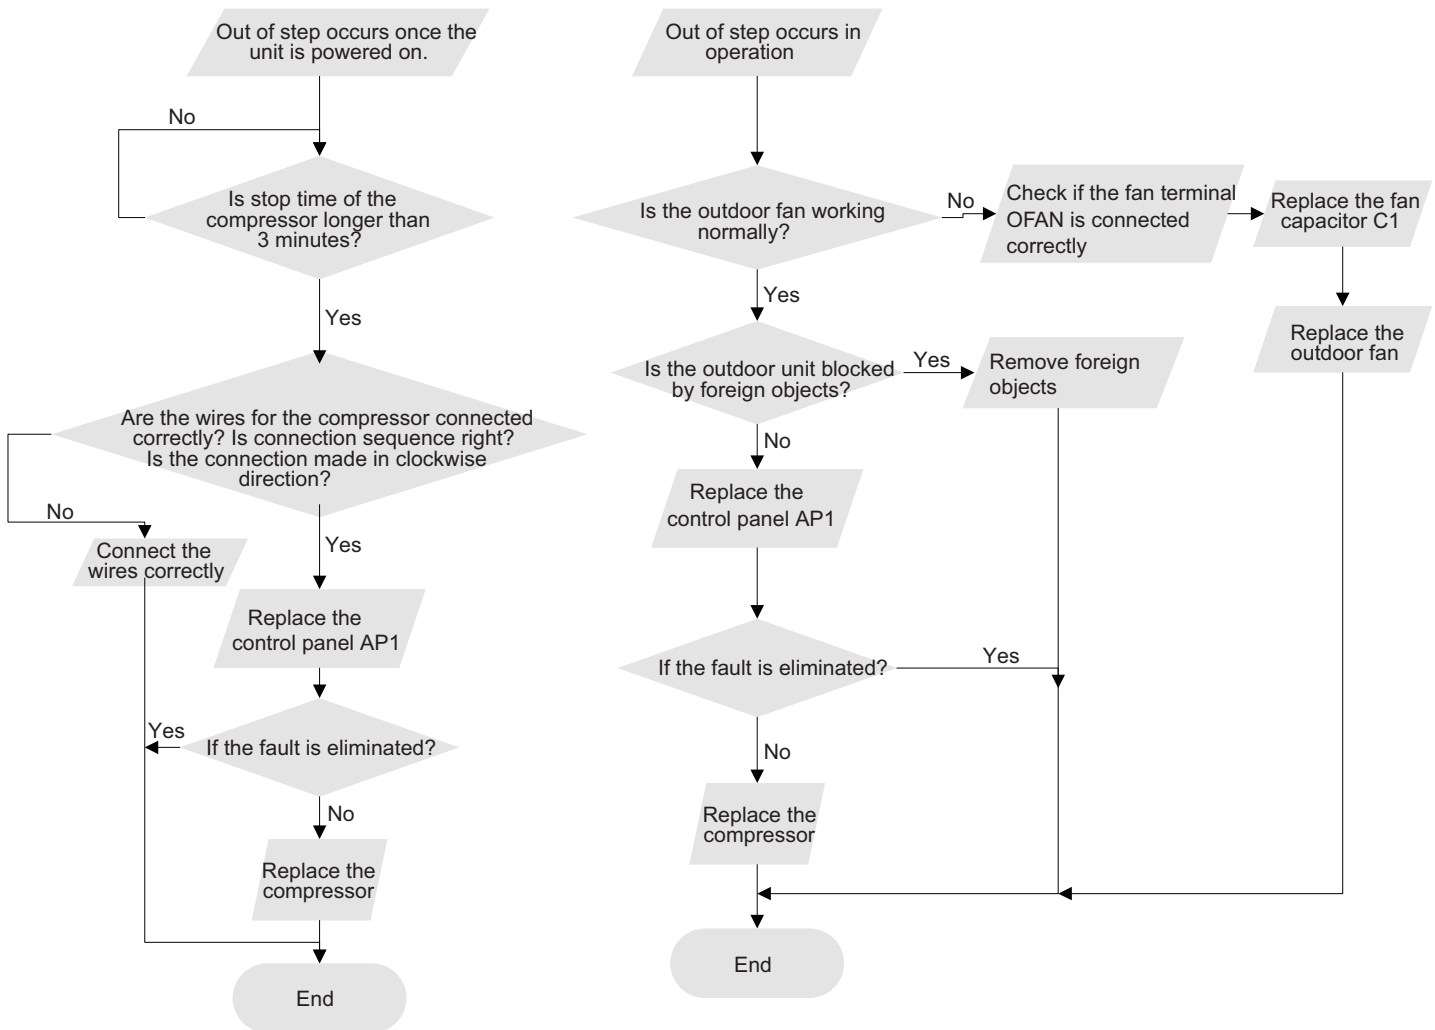 Out of step occurs once the
unit is powered on.
No
Is stop time of the
compressor longer than
3 minutes?
Yes
Are the wires for the compressor connected
correctly? Is connection sequence right?
Is the connection made in clockwise
direction?
No
Connect the
wires correctly
Yes
Replace the
control panel AP1
Yes
If the fault is eliminated?
No
Replace the
compressor
End
Out of step occurs in
operation
Is the outdoor fan working
normally?
No
Check if the fan terminal
OFAN is connected
correctly
Replace the fan
capacitor C1
Replace the
outdoor fan
Yes
Is the outdoor unit blocked
by foreign objects?
Yes
Remove foreign
objects
No
Replace the
control panel AP1
If the fault is eliminated?
Yes
No
Replace the
compressor
End